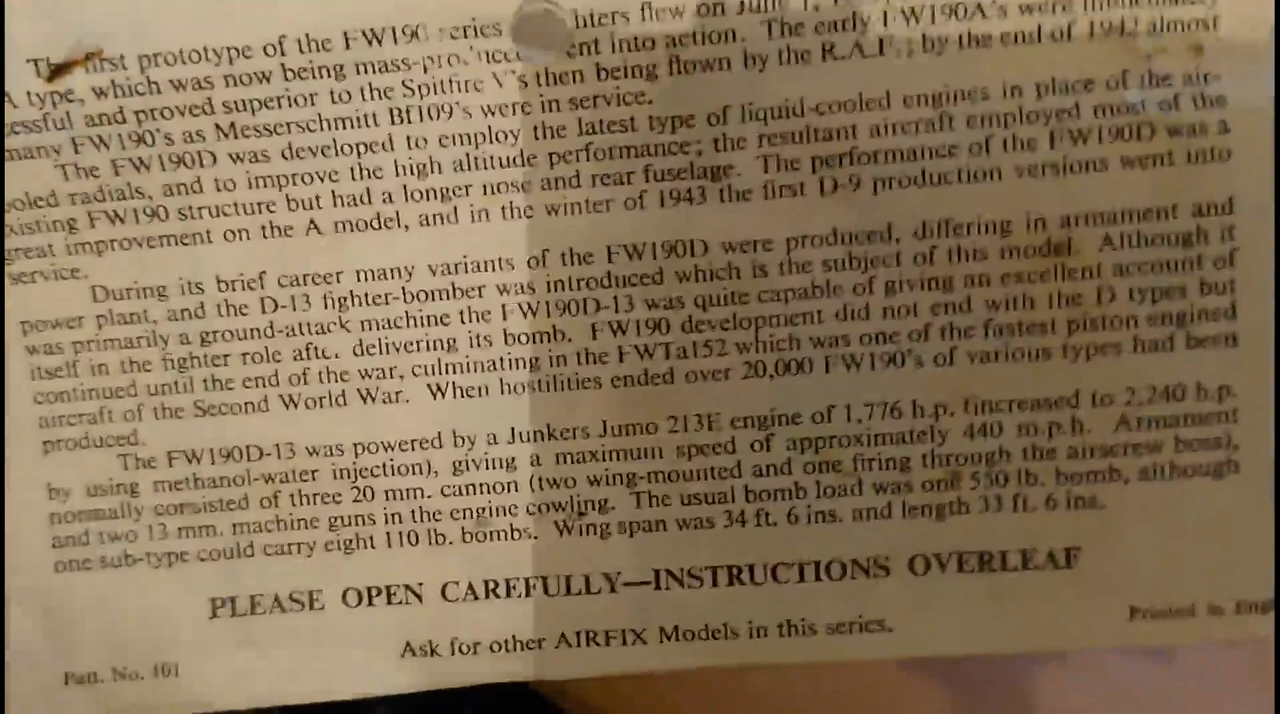 The first prototype of the FW190 series hters flew on June 1,
A type, which was now being mass-pro ent into action. The early FW190A's were
cessful and proved superior to the Spitfire V's then being flown by the R.A.F.; by the end of 1942 almost
many FW190's as Messerschmitt Bf109's were in service.
The FW190D was developed to employ the latest type of liquid-cooled engines in place of the air-
ooled radials, and to improve the high altitude performance; the resultant aircraft employed most of the
xisting FW190 structure but had a longer nose and rear fuselage. The performance of the FW190D was a
great improvement on the A model, and in the winter of 1943 the first D-9 production versions went into
service.
During its brief career many variants of the FW190D were produced, differing in armament and
power plant, and the D-13 fighter-bomber was introduced which is the subject of this model. Although it
was primarily a ground-attack machine the FW190D-13 was quite capable of giving an excellent account of
itself in the fighter role after delivering its bomb. FW190 development did not end with the D types but
continued until the end of the war, culminating in the FWTa152 which was one of the fastest piston engined
aircraft of the Second World War. When hostilities ended over 20,000 FW190's of various types had been
produced.
The FW190D-13 was powered by a Junkers Jumo 213E engine of 1,776 h.p. (increased to 2,240 h.p.
by using methanol-water injection), giving a maximum speed of approximately 440 m.p.h. Armament
normally consisted of three 20 mm. cannon (two wing-mounted and one firing through the airscrew boss),
and two 13 mm. machine guns in the engine cowling. The usual bomb load was one 550 lb. bomb, although
one sub-type could carry eight 110 lb. bombs. Wing span was 34 ft. 6 ins. and length 33 ft. 6 ins.
PLEASE OPEN CAREFULLY—INSTRUCTIONS OVERLEAF
Ask for other AIRFIX Models in this series.
Printed in Engl
Patt. No. 101